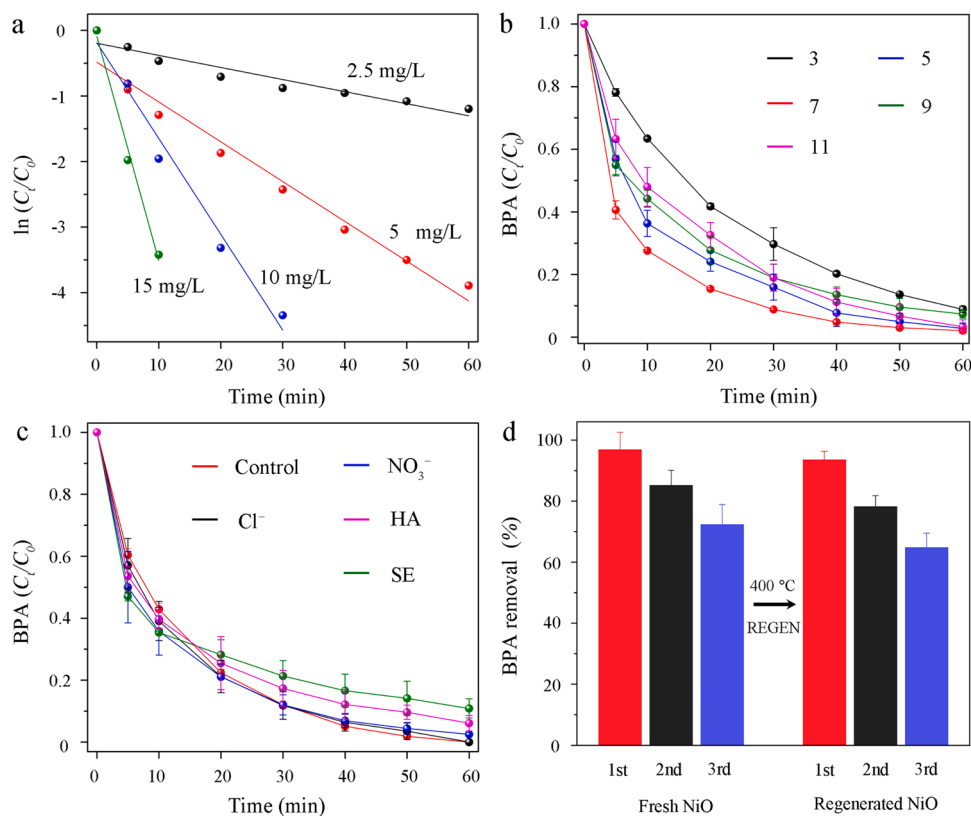 a
ln (Cₜ/C₀)
0
-1
-2
-3
-4
2.5 mg/L
5 mg/L
10 mg/L
15 mg/L
0 10 20 30 40 50 60
Time (min)
b
BPA (Cₜ/C₀)
1.0
0.8
0.6
0.4
0.2
0
3 5
7 9
11
0 10 20 30 40 50 60
Time (min)
c
BPA (Cₜ/C₀)
1.0
0.8
0.6
0.4
0.2
0
Control NO₃⁻
Cl⁻ HA
SE
0 10 20 30 40 50 60
Time (min)
d
BPA removal (%)
100
80
60
40
20
0
400 °C
REGEN
1st 2nd 3rd 1st 2nd 3rd
Fresh NiO Regenerated NiO